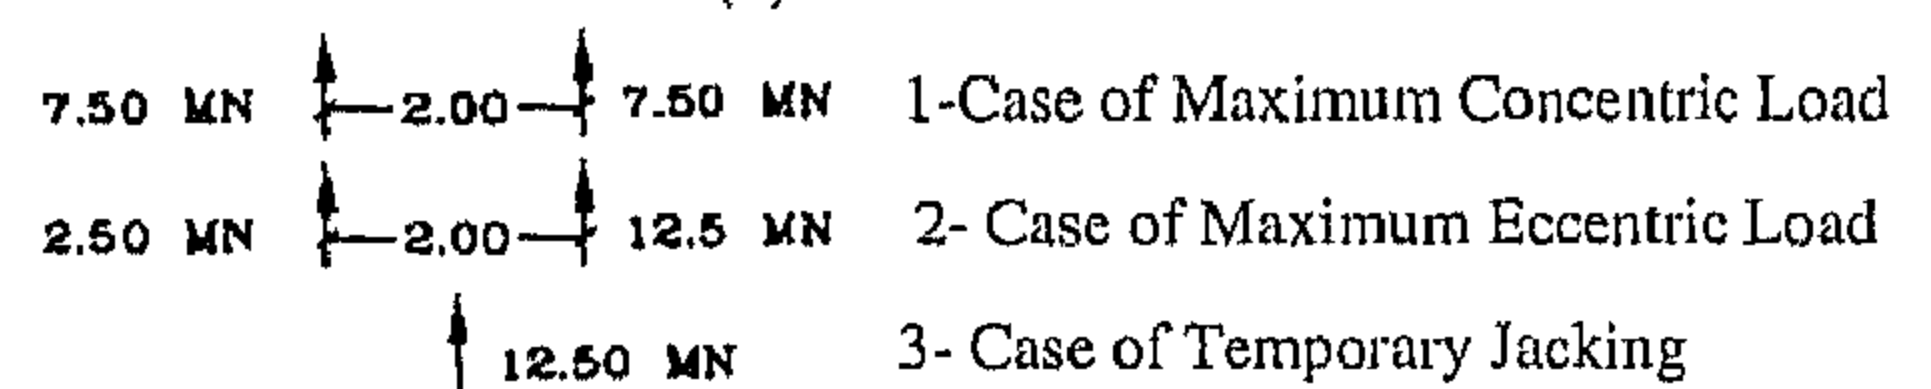 7.50 MN 2.00 7.50 MN 1-Case of Maximum Concentric Load
2.50 MN 2.00 12.5 MN 2- Case of Maximum Eccentric Load
12.50 MN 3- Case of Temporary Jacking